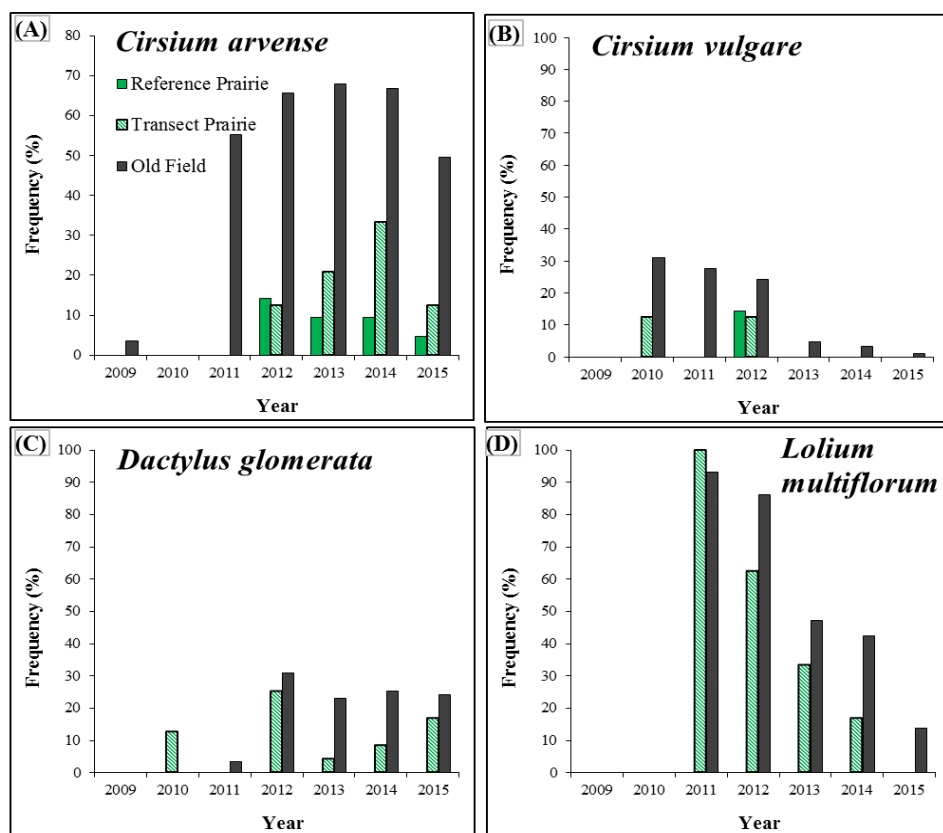 (A)
Cirsium arvense
Reference Prairie
Transect Prairie
Old Field
Frequency (%)
80
70
60
50
40
30
20
10
0
2009 2010 2011 2012 2013 2014 2015
Year
(B)
Cirsium vulgare
Frequency (%)
100
90
80
70
60
50
40
30
20
10
0
2009 2010 2011 2012 2013 2014 2015
Year
(C)
Dactylus glomerata
Frequency (%)
100
90
80
70
60
50
40
30
20
10
0
2009 2010 2011 2012 2013 2014 2015
Year
(D)
Lolium
multiflorum
Frequency (%)
100
90
80
70
60
50
40
30
20
10
0
2009 2010 2011 2012 2013 2014 2015
Year